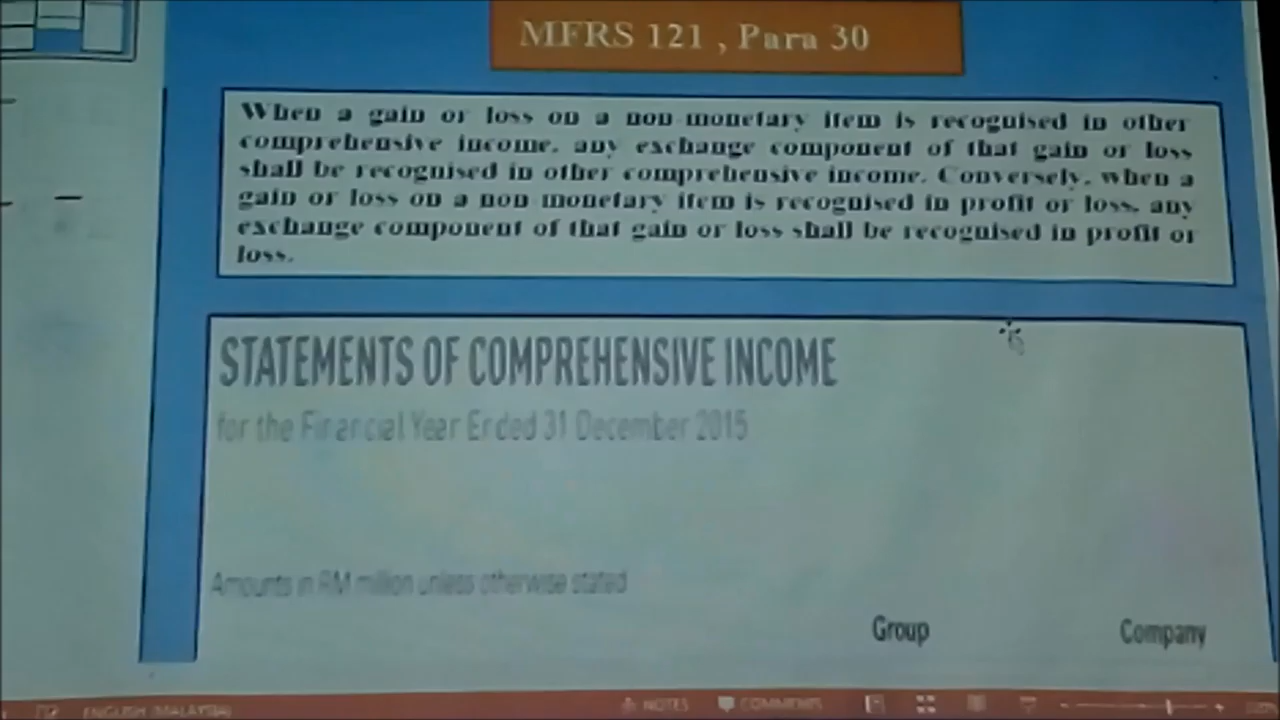 MFRS 121 , Para 30
When a gain or loss on a non monetary item is recognised in other
comprehensive income, any exchange component of that gain or loss
shall be recognised in other comprehensive income. Conversely, when a
gain or loss on a non monetary item is recognised in profit or loss, any
exchange component of that gain or loss shall be recognised in profit or
loss.
STATEMENTS OF COMPREHENSIVE INCOME
for the Financial Year Ended 31 December 2015
Amounts in RM million unless otherwise stated
Group Company
ENGLISH (MALAYSIA) NOTES COMMENTS